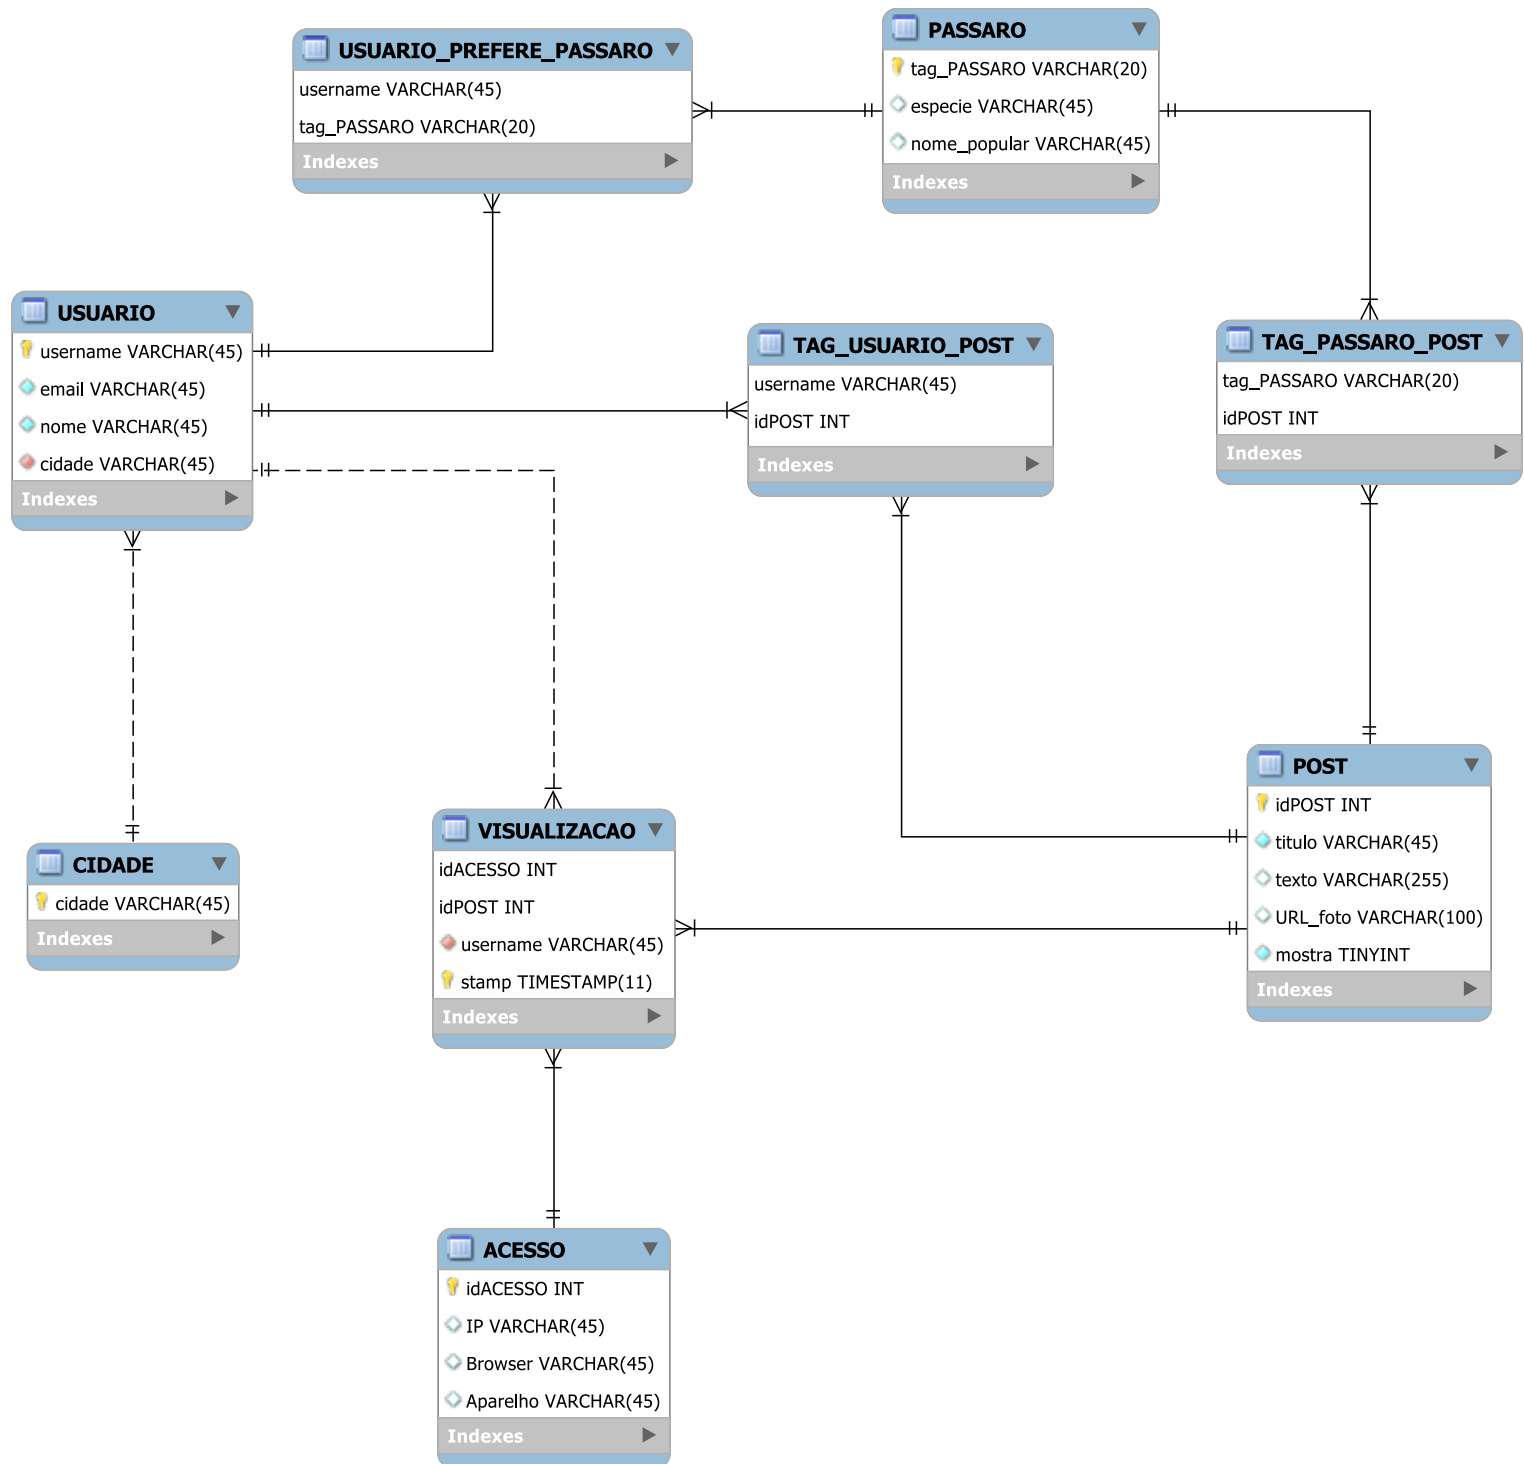 USUARIO_PREFERE_PASSARO
username VARCHAR(45)
tag_PASSARO VARCHAR(20)
Indexes
PASSARO
tag_PASSARO VARCHAR(20)
especie VARCHAR(45)
nome_popular VARCHAR(45)
Indexes
USUARIO
username VARCHAR(45)
email VARCHAR(45)
nome VARCHAR(45)
cidade VARCHAR(45)
Indexes
TAG_USUARIO_POST
username VARCHAR(45)
idPOST INT
Indexes
TAG_PASSARO_POST
tag_PASSARO VARCHAR(20)
idPOST INT
Indexes
CIDADE
cidade VARCHAR(45)
Indexes
VISUALIZACAO
idACESSO INT
idPOST INT
username VARCHAR(45)
stamp TIMESTAMP(11)
Indexes
POST
idPOST INT
titulo VARCHAR(45)
texto VARCHAR(255)
URL_foto VARCHAR(100)
mostra TINYINT
Indexes
ACESSO
idACESSO INT
IP VARCHAR(45)
Browser VARCHAR(45)
Aparelho VARCHAR(45)
Indexes